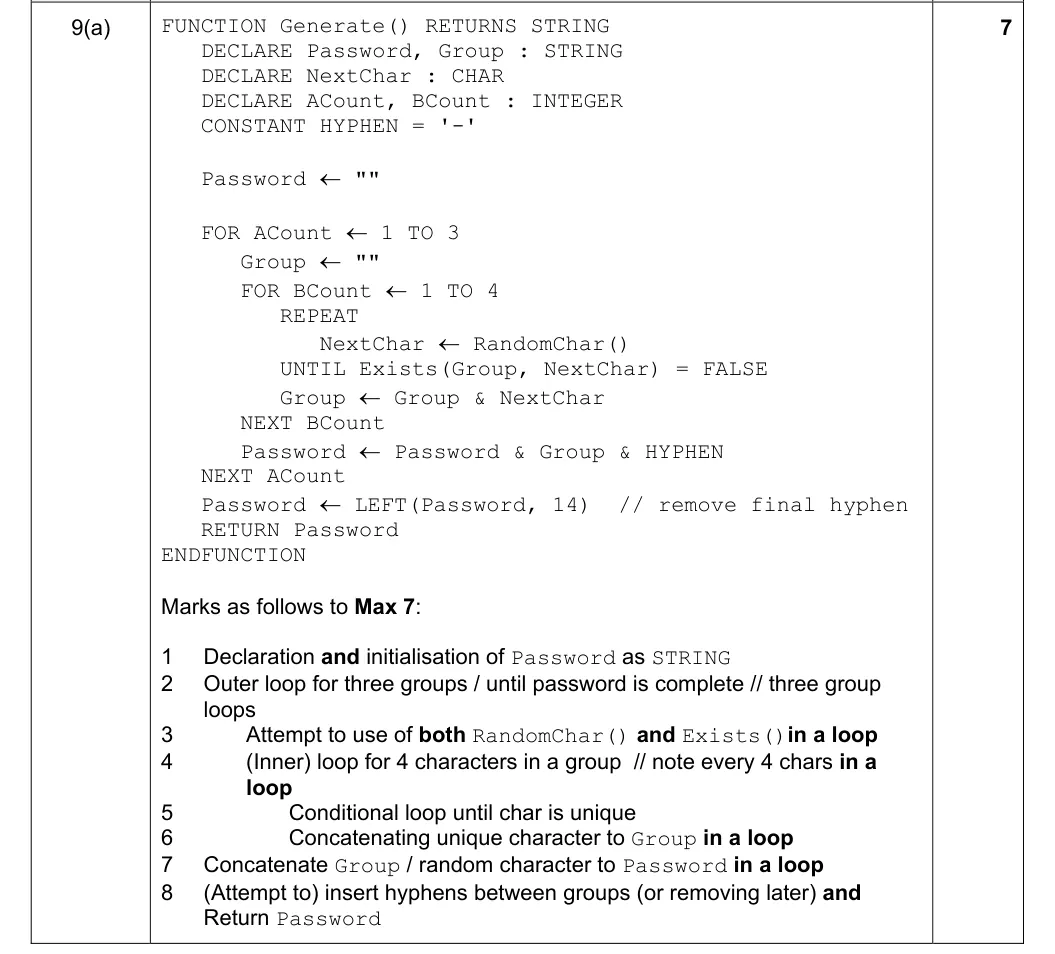 9(a)
FUNCTION Generate() RETURNS STRING
7
DECLARE Password, Group : STRING
DECLARE NextChar : CHAR
DECLARE ACount, BCount : INTEGER
CONSTANT HYPHEN = '-'
Password ← ""
FOR ACount ← 1 TO 3
Group ← ""
FOR BCount ← 1 TO 4
REPEAT
NextChar ← RandomChar()
UNTIL Exists(Group, NextChar) = FALSE
Group ← Group & NextChar
NEXT BCount
Password ← Password & Group & HYPHEN
NEXT ACount
Password ← LEFT(Password, 14) // remove final hyphen
RETURN Password
ENDFUNCTION
Marks as follows to Max 7:
1 Declaration and initialisation of Password as STRING
2 Outer loop for three groups / until password is complete // three group
loops
3 Attempt to use of both RandomChar() and Exists()in a loop
4 (Inner) loop for 4 characters in a group // note every 4 chars in a
loop
5 Conditional loop until char is unique
6 Concatenating unique character to Group in a loop
7 Concatenate Group / random character to Password in a loop
8 (Attempt to) insert hyphens between groups (or removing later) and
Return Password